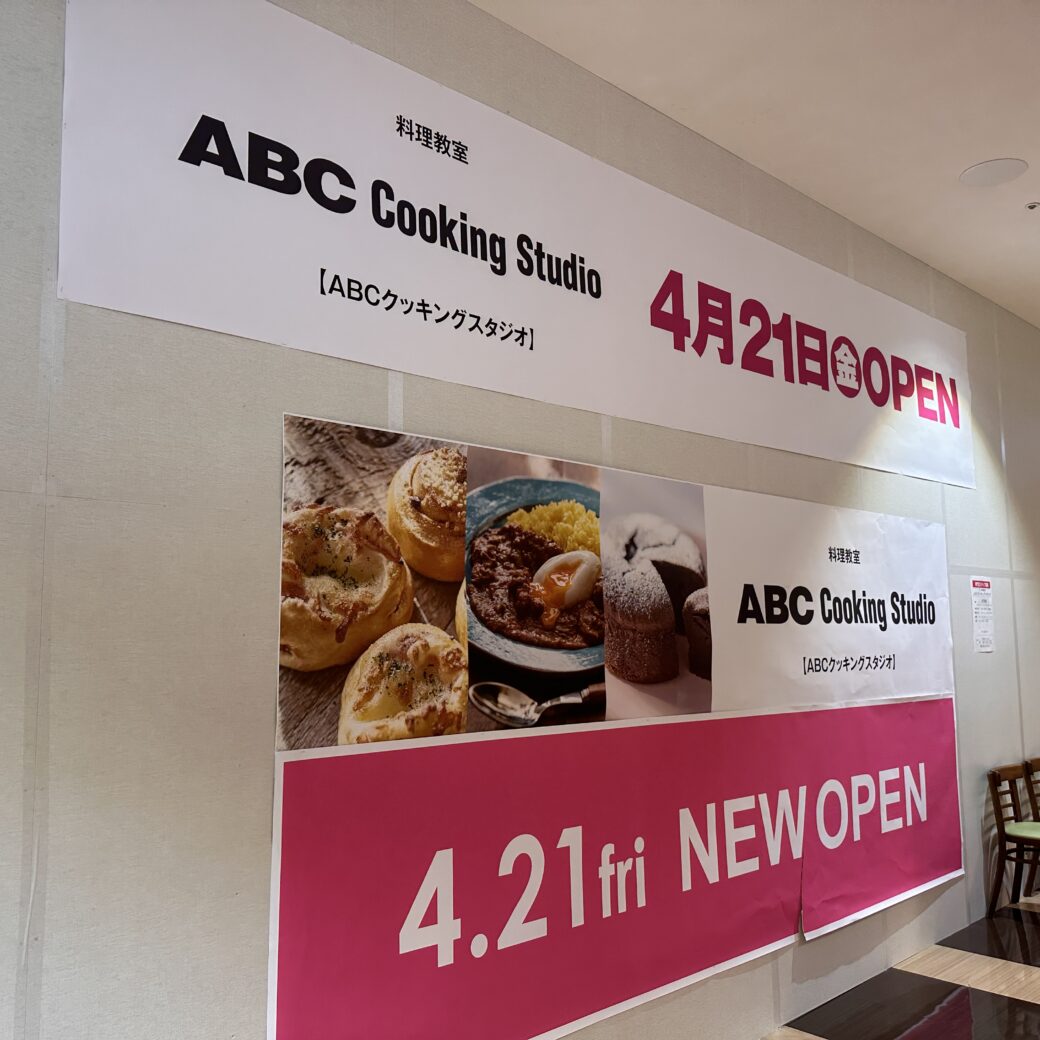 料理教室
ABC Cooking Studio
【ABCクッキングスタジオ】
4月21日㊎OPEN
料理教室
ABC Cooking Studio
【ABCクッキングスタジオ】
4.21fri NEW OPEN